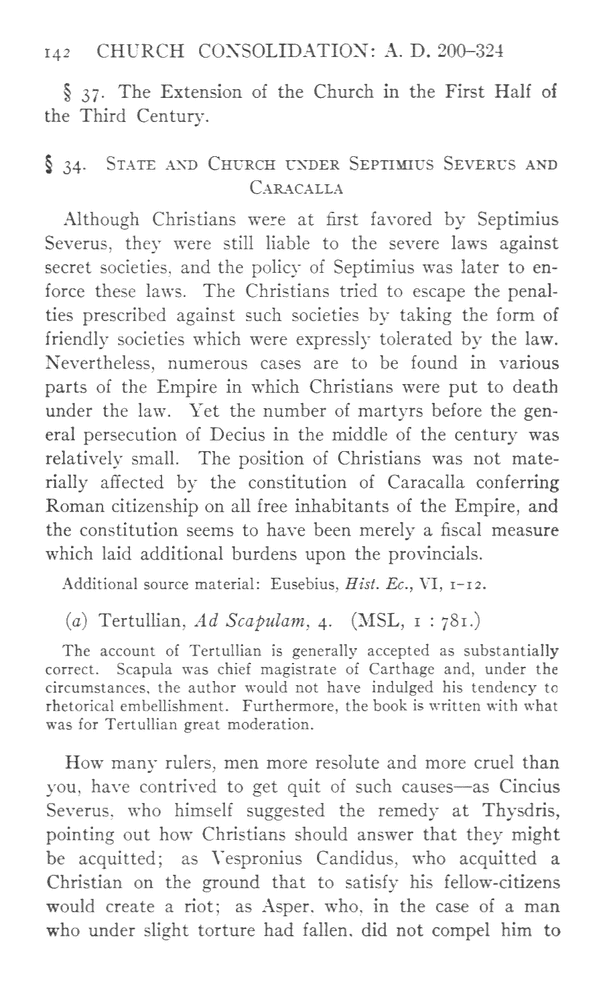 142 CHURCH CONSOLIDATION: A. D. 200–324
§ 37. The Extension of the Church in the First Half of
the Third Century.
§ 34. STATE AND CHURCH UNDER SEPTIMIUS SEVERUS AND
CARACALLA
Although Christians were at first favored by Septimius
Severus, they were still liable to the severe laws against
secret societies, and the policy of Septimius was later to en-
force these laws. The Christians tried to escape the penal-
ties prescribed against such societies by taking the form of
friendly societies which were expressly tolerated by the law.
Nevertheless, numerous cases are to be found in various
parts of the Empire in which Christians were put to death
under the law. Yet the number of martyrs before the gen-
eral persecution of Decius in the middle of the century was
relatively small. The position of Christians was not mate-
rially affected by the constitution of Caracalla conferring
Roman citizenship on all free inhabitants of the Empire, and
the constitution seems to have been merely a fiscal measure
which laid additional burdens upon the provincials.
Additional source material: Eusebius, Hist. Ec., VI, 1–12.
(a) Tertullian, Ad Scapulam, 4. (MSL, 1 : 781.)
The account of Tertullian is generally accepted as substantially
correct. Scapula was chief magistrate of Carthage and, under the
circumstances, the author would not have indulged his tendency to
rhetorical embellishment. Furthermore, the book is written with what
was for Tertullian great moderation.
How many rulers, men more resolute and more cruel than
you, have contrived to get quit of such causes—as Cincius
Severus, who himself suggested the remedy at Thysdris,
pointing out how Christians should answer that they might
be acquitted; as Vespronius Candidus, who acquitted a
Christian on the ground that to satisfy his fellow-citizens
would create a riot; as Asper, who, in the case of a man
who under slight torture had fallen, did not compel him to